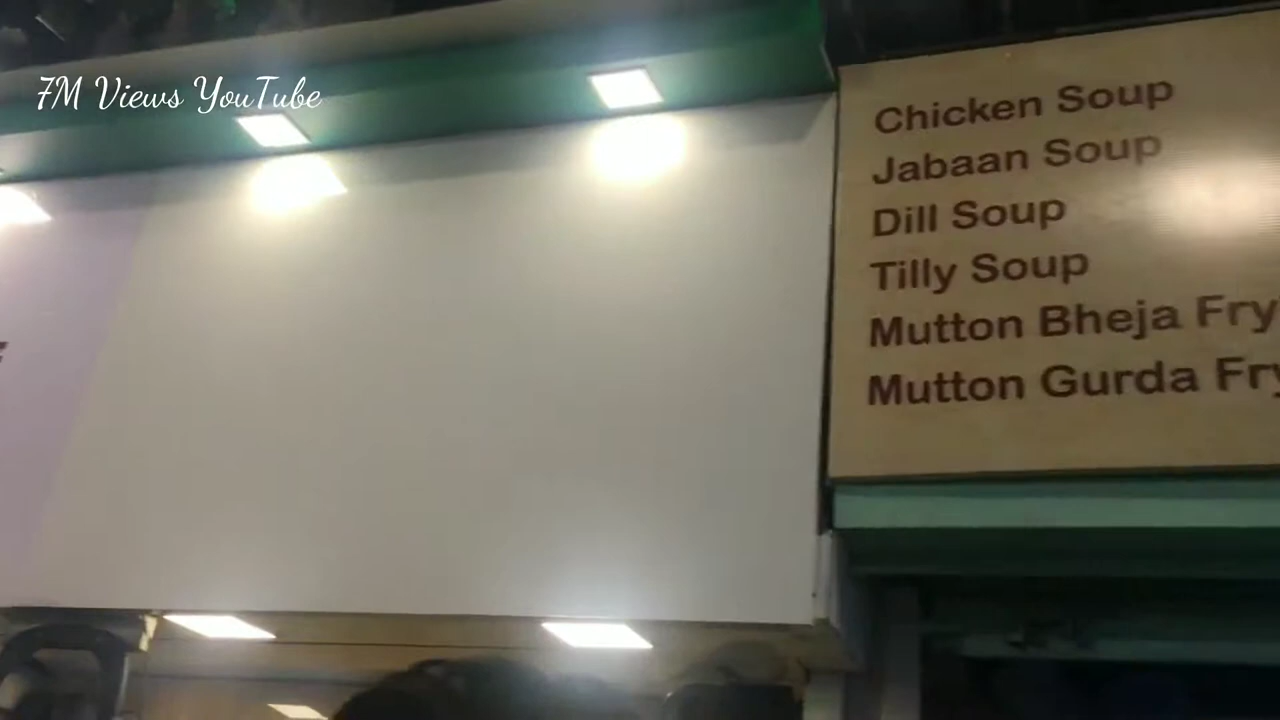 7M Views YouTube
Chicken Soup
Jabaan Soup
Dill Soup
Tilly Soup
Mutton Bheja Fry
Mutton Gurda Fry